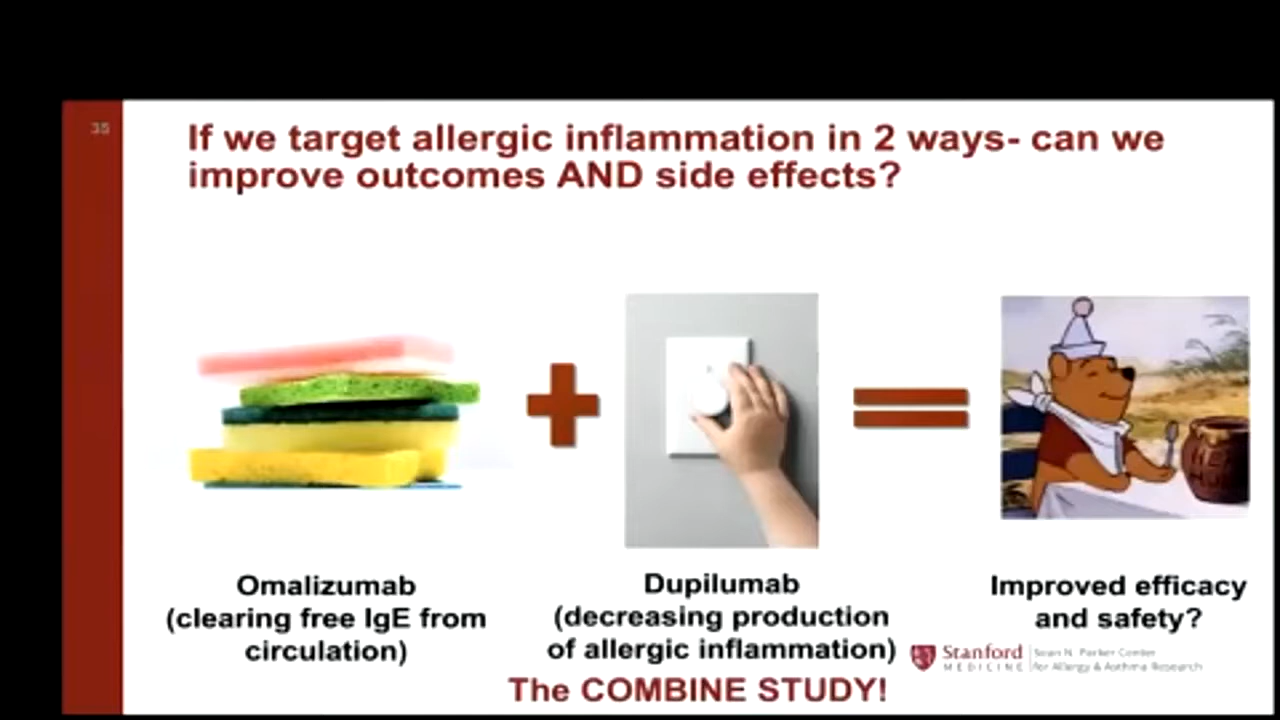 35
If we target allergic inflammation in 2 ways- can we
improve outcomes AND side effects?
Omalizumab
(clearing free IgE from
circulation)
Dupilumab
(decreasing production
of allergic inflammation)
Improved efficacy
and safety?
Stanford
MEDICINE
Sean N. Parker Center
for Allergy & Asthma Research
The COMBINE STUDY!